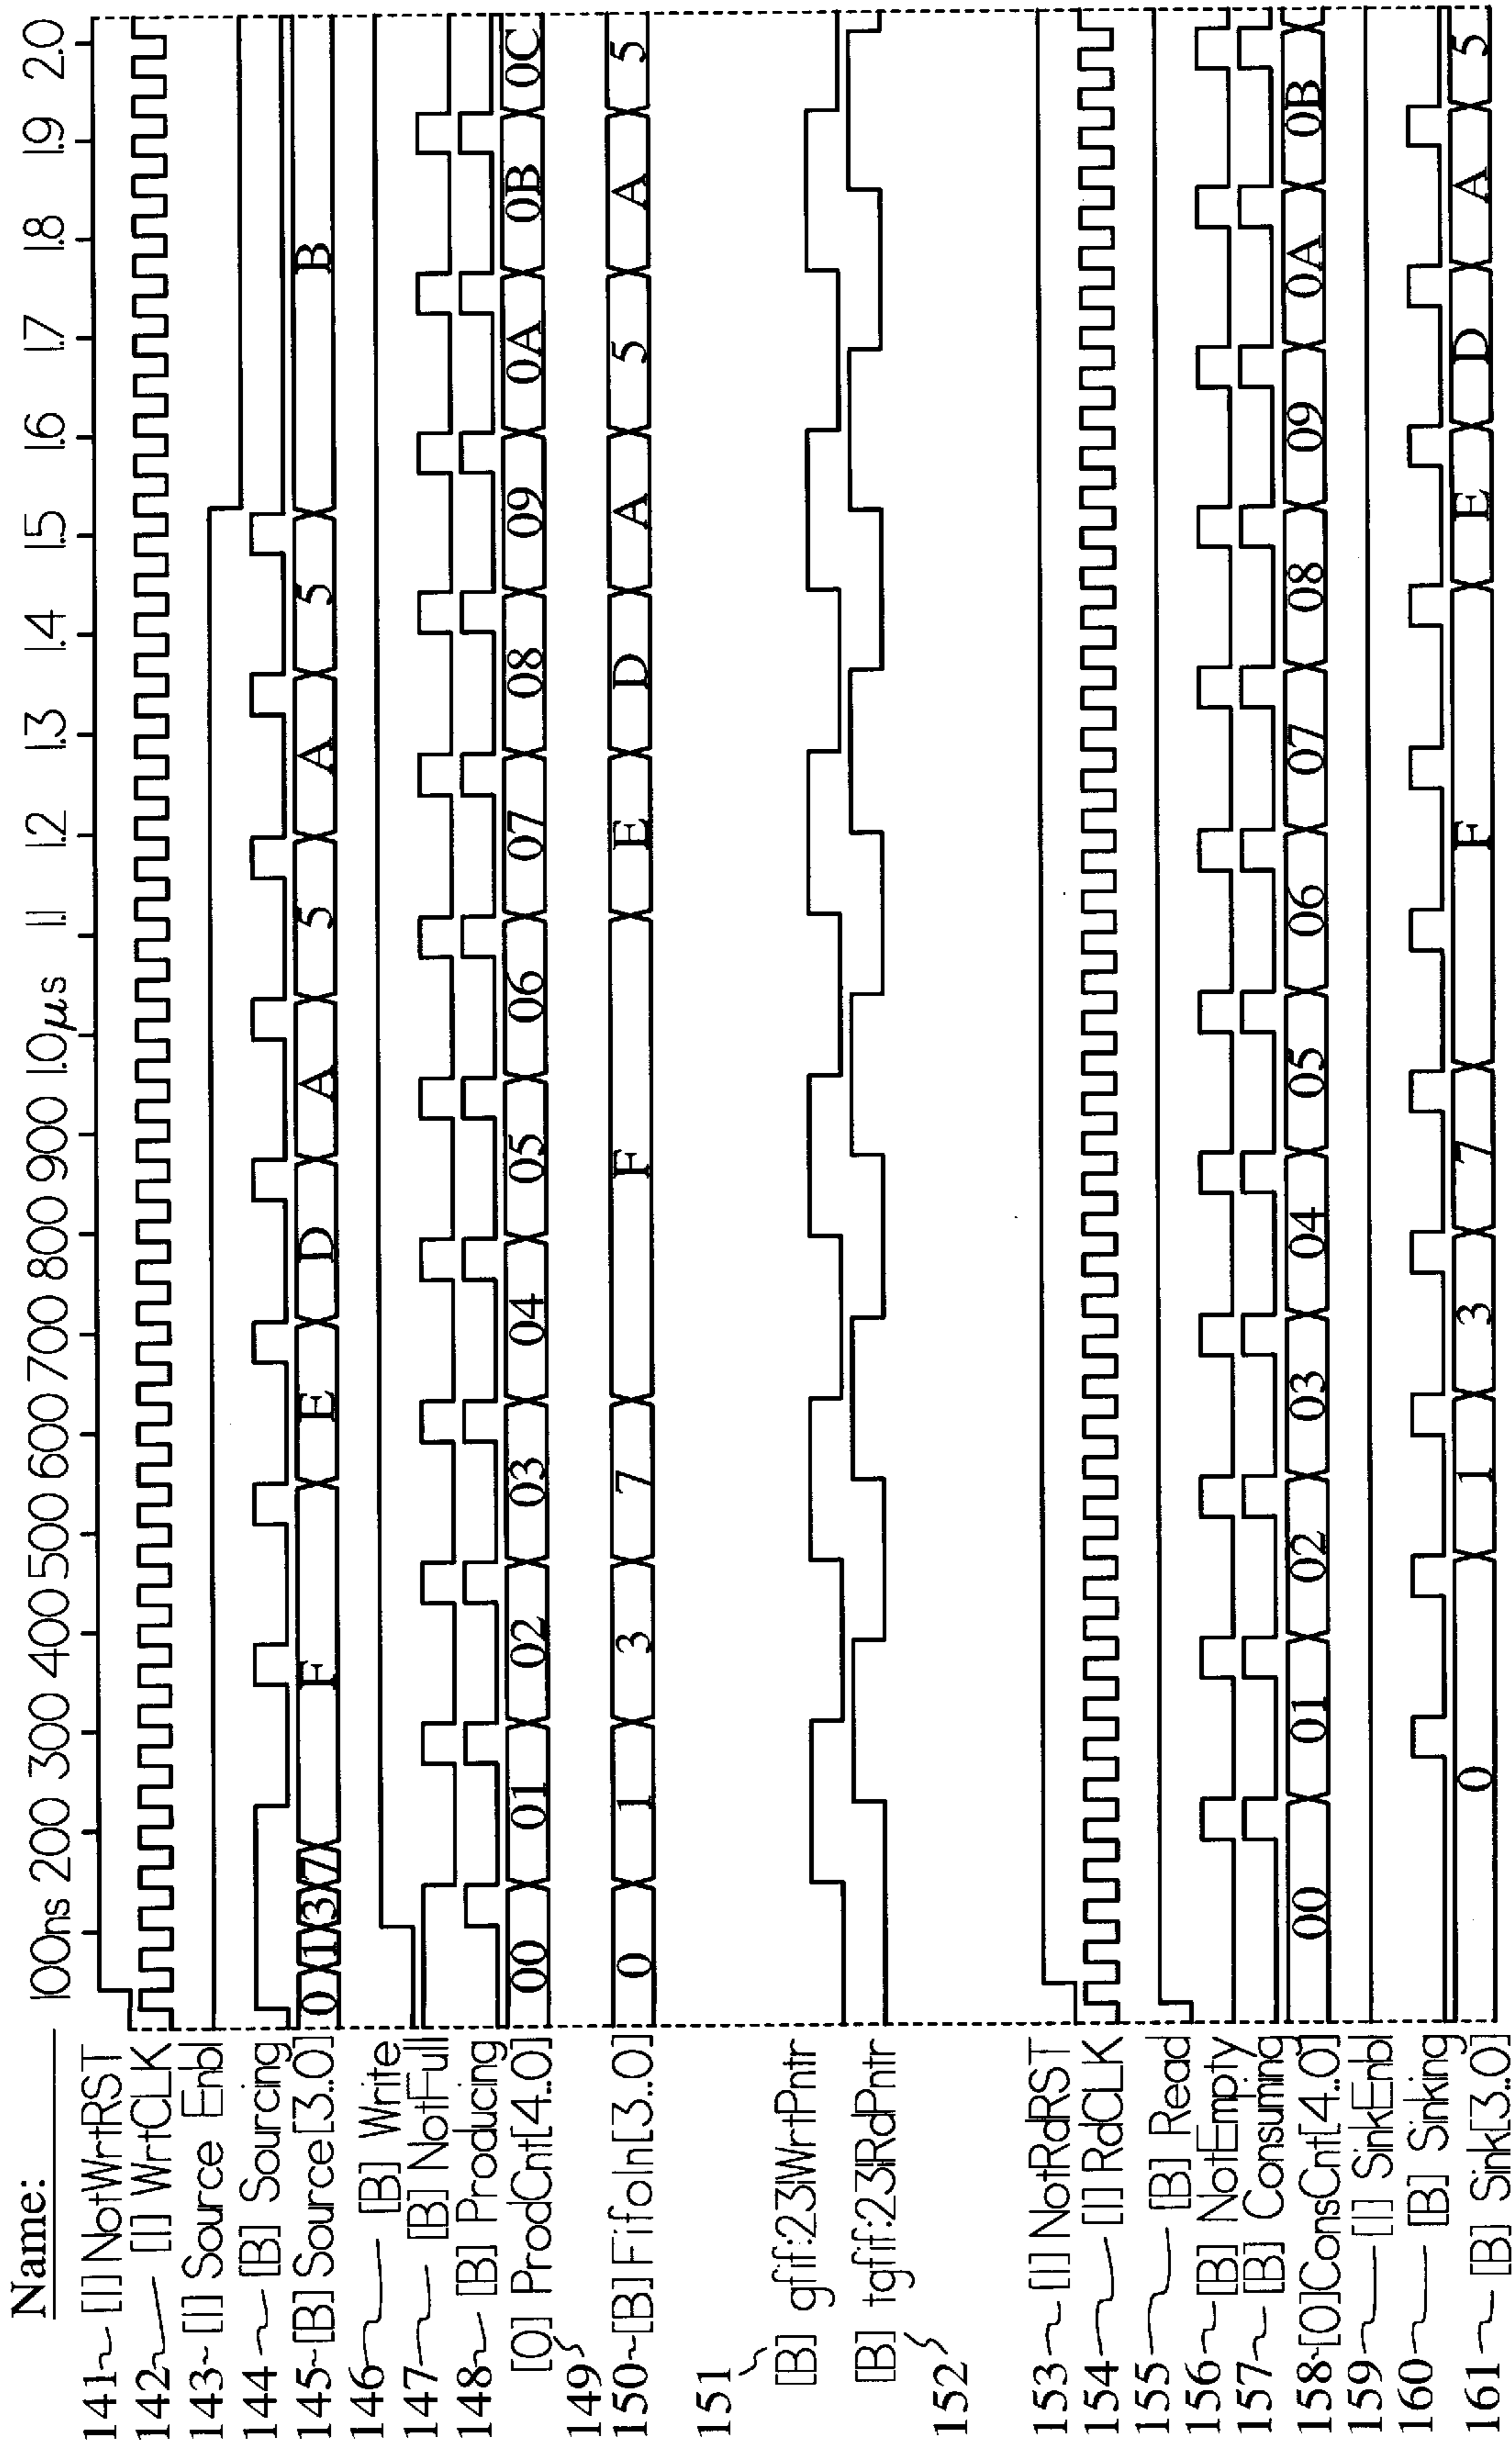 Name:
100ns 200 300 400 500 600 700 800 900 1.0μs 1.1 1.2 1.3 1.4 1.5 1.6 1.7 1.8 1.9 2.0
141 [I] NotWrtRST
142 [I] WrtCLK
143 [I] Source Enbl
144 [B] Sourcing
145 [B] Source[3..0] 0 1 3 7 F E D A 5 A 5 B
146 [B] Write
147 [B] NotFull
148 [B] Producing
149 [O] ProdCnt[4..0] 00 01 02 03 04 05 06 07 08 09 0A 0B 0C
150 [B] FifoIn[3..0] 0 1 3 7 F E D A 5 A 5
151 [B] gfif:23|WrtPntr
152 [B] tgfif:23|RdPntr
153 [I] NotRdRST
154 [I] RdCLK
155 [B] Read
156 [B] NotEmpty
157 [B] Consuming
158 [O]ConsCnt[4..0] 00 01 02 03 04 05 06 07 08 09 0A 0B
159 [I] SinkEnbl
160 [B] Sinking
161 [B] Sink[3..0] 0 1 3 7 F E D A 5